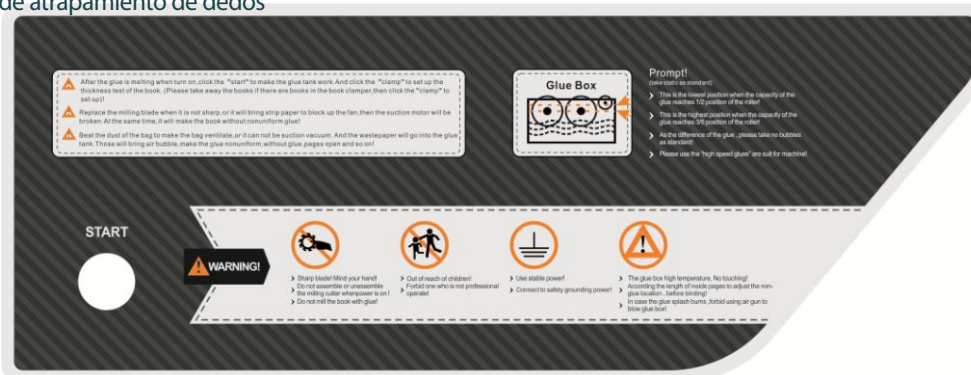 de atrapamiento de dedos
After the glue is melting when turn on,click the "start" to make the glue tank work. And click the "clamp" to set up the
thickness test of the book. (Please take away the books if there are books in the book clamper,then click the "clamp" to
set up)!
Replace the milling blade when it is not sharp, or it will bring strip paper to block up the fan,then the suction motor will be
broken. At the same time, it will make the book without nonuniform glue!
Beat the dust of the bag to make the bag ventilate,or it can not be suction vacuum. And the wastepaper will go into the glue
tank. Those will bring air bubble, make the glue nonuniform,without glue, pages open and so on!
Glue Box
Prompt!
(take static as standard)
This is the lowest position when the capacity of the
glue reaches 1/2 position of the roller!
This is the highest position when the capacity of the
glue reaches 3/5 position of the roller!
As the difference of the glue , please take no bubbles
as standard!
Please use the "high speed glues" are suit for machine!
START
WARNING!
Sharp blade! Mind your hand!
Do not assemble or unassemble
the milling cutter whenpower is on !
Do not mill the book with glue!
Out of reach of children!
Forbid one who is not professional
operate!
Use stable power!
Connect to safety grounding power!
The glue box high temperature, No touching!
According the length of inside pages to adjust the non-
glue location , before binding!
In case the glue splash burns ,forbid using air gun to
blow glue box!